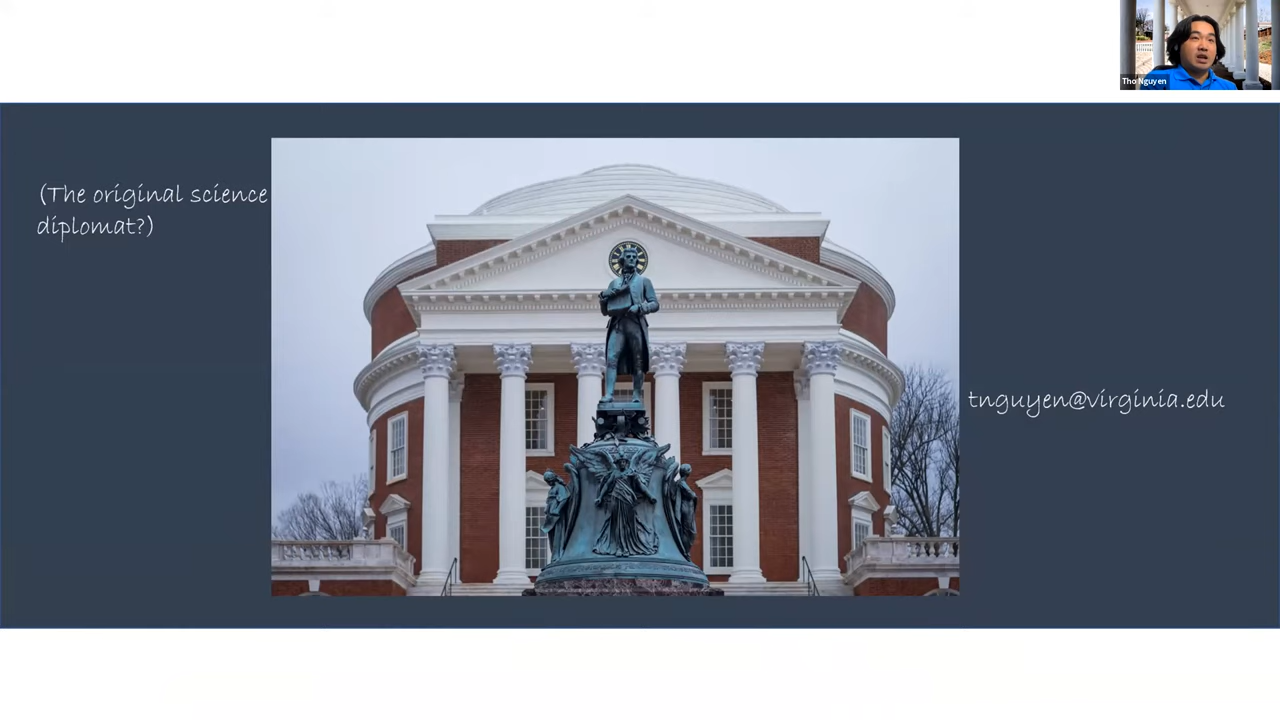 Tho Nguyen
(The original science
diplomat?)
tnguyen@virginia.edu